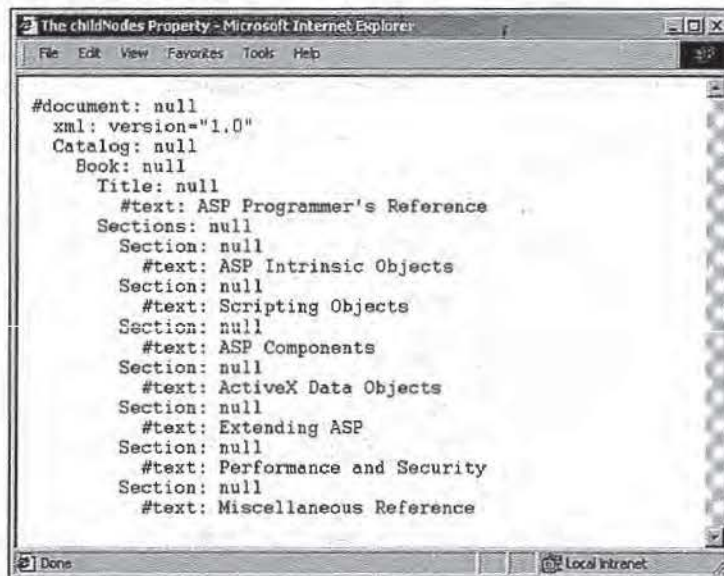 The childNodes Property - Microsoft Internet Explorer
File Edit View Favorites Tools Help
#document: null
xml: version="1.0"
Catalog: null
Book: null
Title: null
#text: ASP Programmer's Reference
Sections: null
Section: null
#text: ASP Intrinsic Objects
Section: null
#text: Scripting Objects
Section: null
#text: ASP Components
Section: null
#text: ActiveX Data Objects
Section: null
#text: Extending ASP
Section: null
#text: Performance and Security
Section: null
#text: Miscellaneous Reference
Done Local intranet